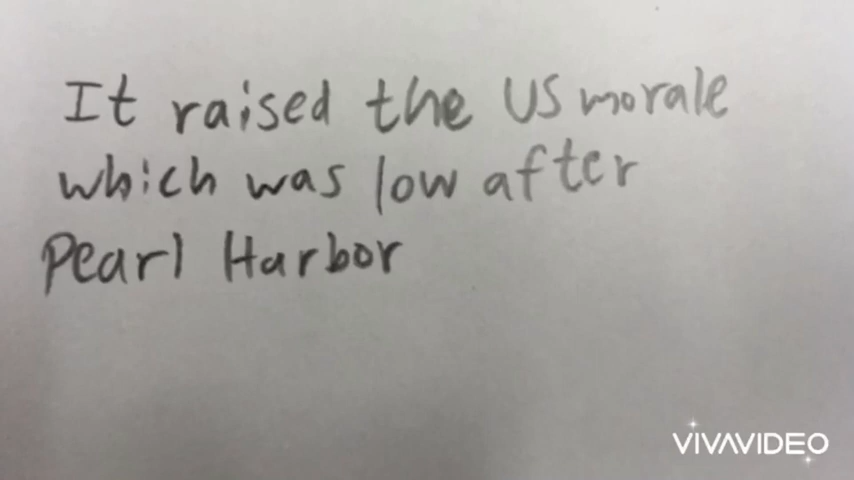 It raised the US morale
which was low after
Pearl Harbor
VIVAVIDEO